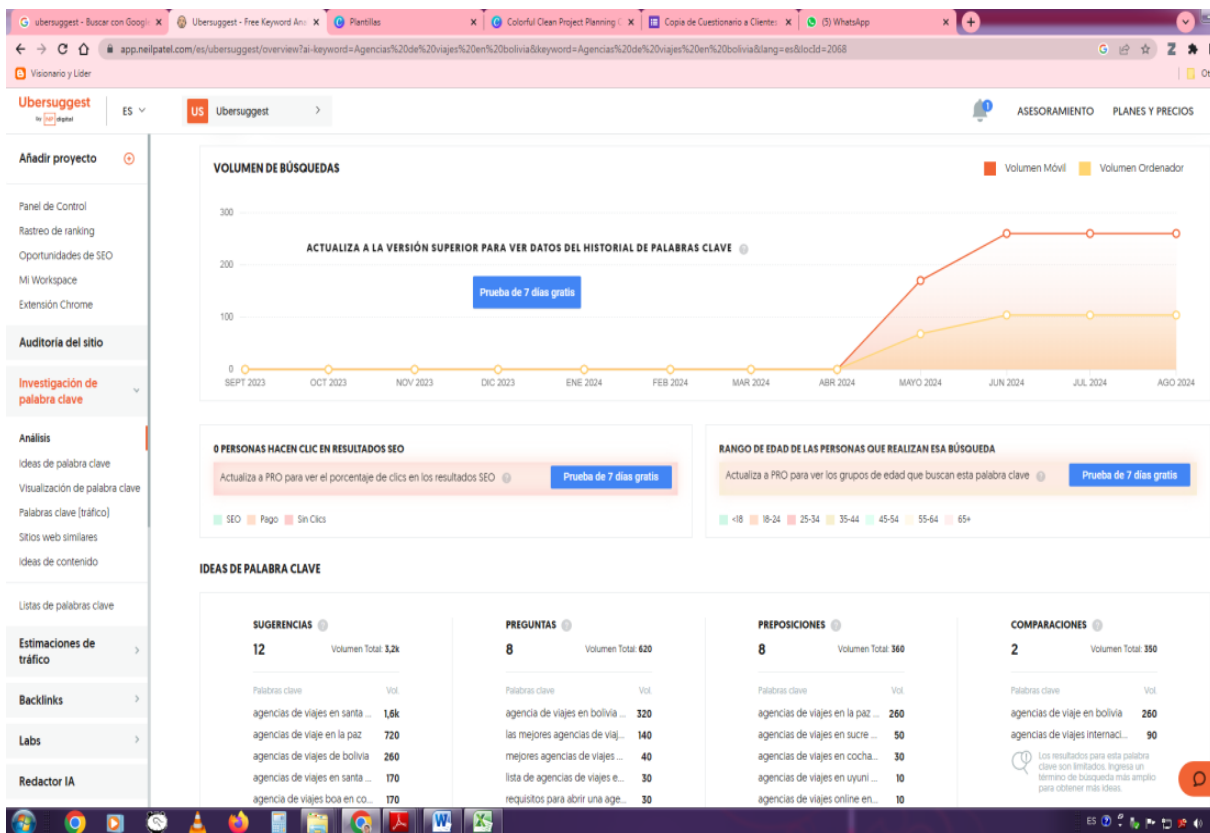 ubersuggest - Buscar con Googl
Ubersuggest - Free Keyword Ana
Plantillas
Colorful Clean Project Planning C
Copia de Cuestionario a Clientes
(5) WhatsApp
app.neilpatel.com/es/ubersuggest/overview?ai-keyword=Agencias%20de%20viajes%20en%20bolivia&keyword=Agencias%20de%20viajes%20en%20bolivia&lang=es&locId=2068
Visionario y Líder
Ubersuggest
by NP digital
ES
US Ubersuggest
1
ASESORAMIENTO
PLANES Y PRECIOS
Añadir proyecto
Panel de Control
Rastreo de ranking
Oportunidades de SEO
Mi Workspace
Extensión Chrome
Auditoría del sitio
Investigación de
palabra clave
Análisis
Ideas de palabra clave
Visualización de palabra clave
Palabras clave (tráfico)
Sitios web similares
Ideas de contenido
Listas de palabras clave
Estimaciones de
tráfico
Backlinks
Labs
Redactor IA
VOLUMEN DE BÚSQUEDAS
Volumen Móvil
Volumen Ordenador
300
200
100
0
ACTUALIZA A LA VERSIÓN SUPERIOR PARA VER DATOS DEL HISTORIAL DE PALABRAS CLAVE
Prueba de 7 días gratis
SEPT 2023 OCT 2023 NOV 2023 DIC 2023 ENE 2024 FEB 2024 MAR 2024 ABR 2024 MAYO 2024 JUN 2024 JUL 2024 AGO 2024
0 PERSONAS HACEN CLIC EN RESULTADOS SEO
Actualiza a PRO para ver el porcentaje de clics en los resultados SEO
Prueba de 7 días gratis
SEO Pago Sin Clics
RANGO DE EDAD DE LAS PERSONAS QUE REALIZAN ESA BÚSQUEDA
Actualiza a PRO para ver los grupos de edad que buscan esta palabra clave
Prueba de 7 días gratis
<18 18-24 25-34 35-44 45-54 55-64 65+
IDEAS DE PALABRA CLAVE
SUGERENCIAS
12 Volumen Total: 3,2k
Palabras clave Vol.
agencias de viajes en santa ... 1,6k
agencias de viaje en la paz 720
agencias de viajes de bolivia 260
agencias de viajes en santa ... 170
agencia de viajes boa en co... 170
PREGUNTAS
8 Volumen Total: 620
Palabras clave Vol.
agencia de viajes en bolivia ... 320
las mejores agencias de viaj... 140
mejores agencias de viajes ... 40
lista de agencias de viajes e... 30
requisitos para abrir una age... 30
PREPOSICIONES
8 Volumen Total: 360
Palabras clave Vol.
agencias de viajes en la paz ... 260
agencias de viajes en sucre ... 50
agencias de viajes en cocha... 30
agencias de viajes en uyuni ... 10
agencias de viajes online en... 10
COMPARACIONES
2 Volumen Total: 350
Palabras clave Vol.
agencias de viaje en bolivia 260
agencias de viajes internaci... 90
Los resultados para esta palabra
clave son limitados. Ingresa un
término de búsqueda más amplio
para obtener más ideas.
ES